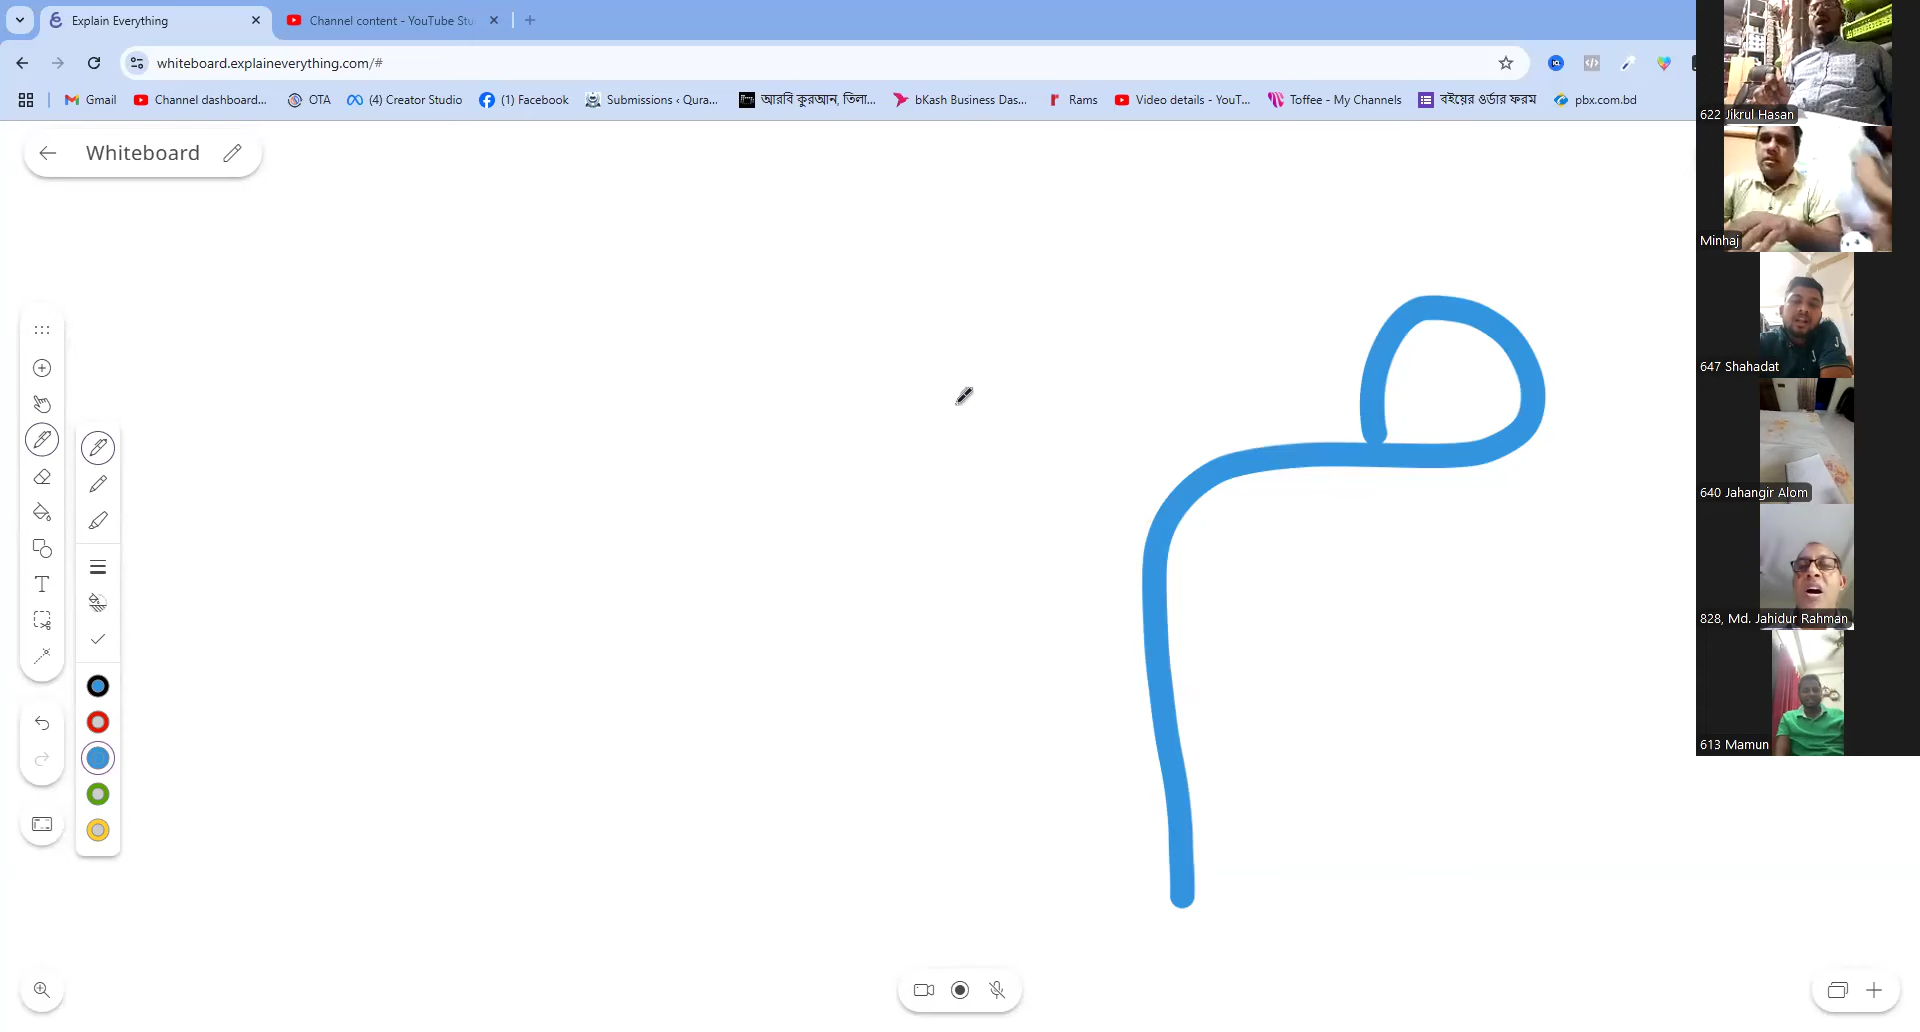 Explain Everything
Channel content - YouTube Stu
whiteboard.explaineverything.com/#
Gmail
Channel dashboard...
OTA
(4) Creator Studio
(1) Facebook
Submissions ‹ Qura...
আরবি কুরআন, তিলা...
bKash Business Das...
Rams
Video details - YouT...
Toffee - My Channels
বইয়ের ওর্ডার ফরম
pbx.com.bd
Whiteboard
م
622 Jikrul Hasan
Minhaj
647 Shahadat
640 Jahangir Alom
828, Md. Jahidur Rahman
613 Mamun